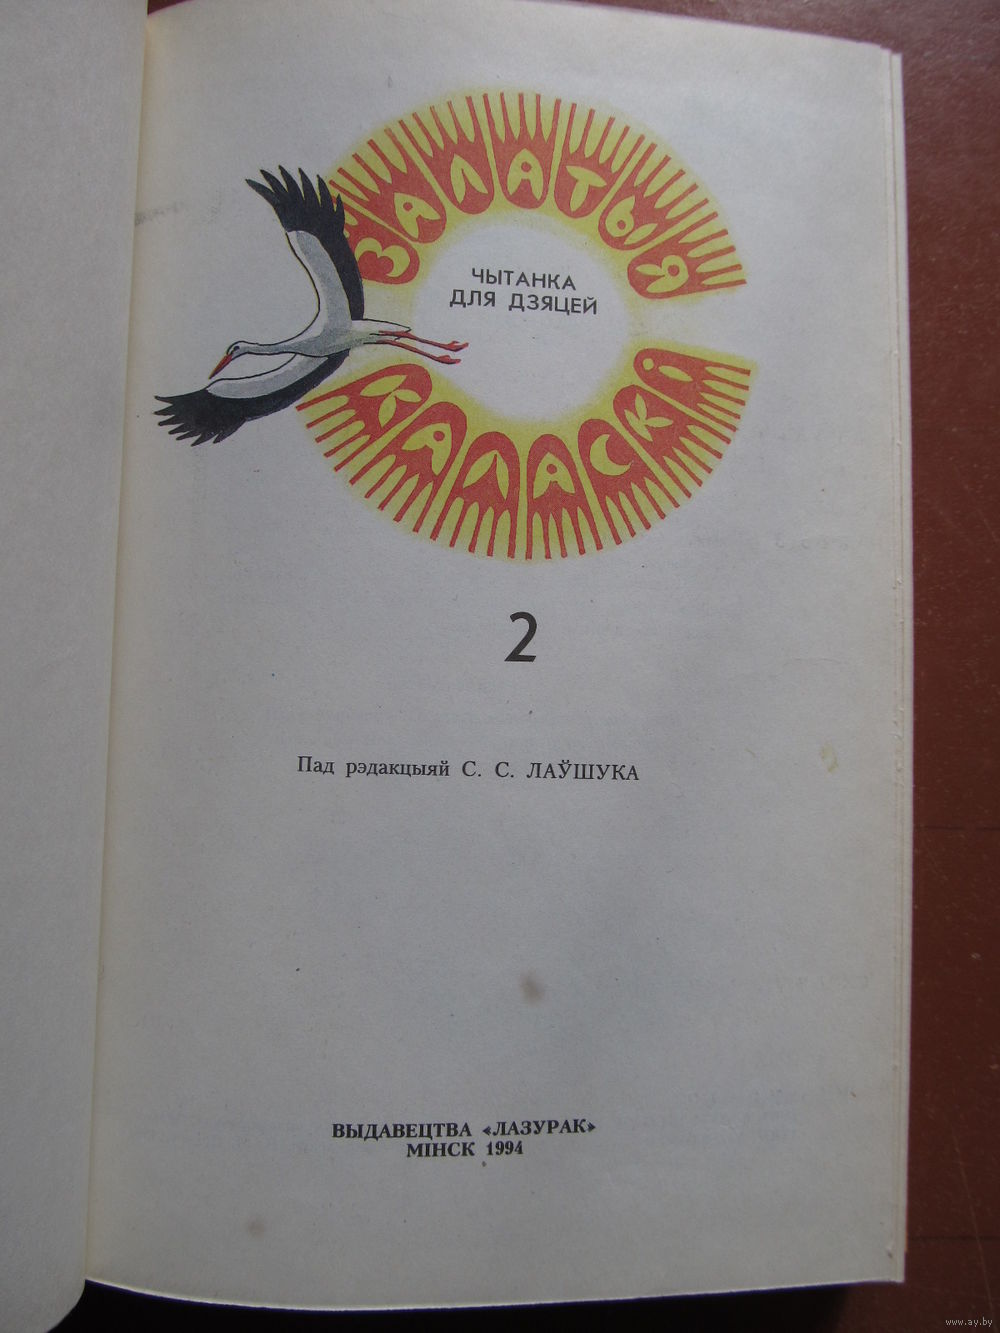 ЗАЛАТЫЯ
ЧЫТАНКА
ДЛЯ ДЗЯЦЕЙ
КАЛАСКІ
2
Пад рэдакцыяй С. С. ЛАЎШУКА
ВЫДАВЕЦТВА «ЛАЗУРАК»
МІНСК 1994
www.ay.by